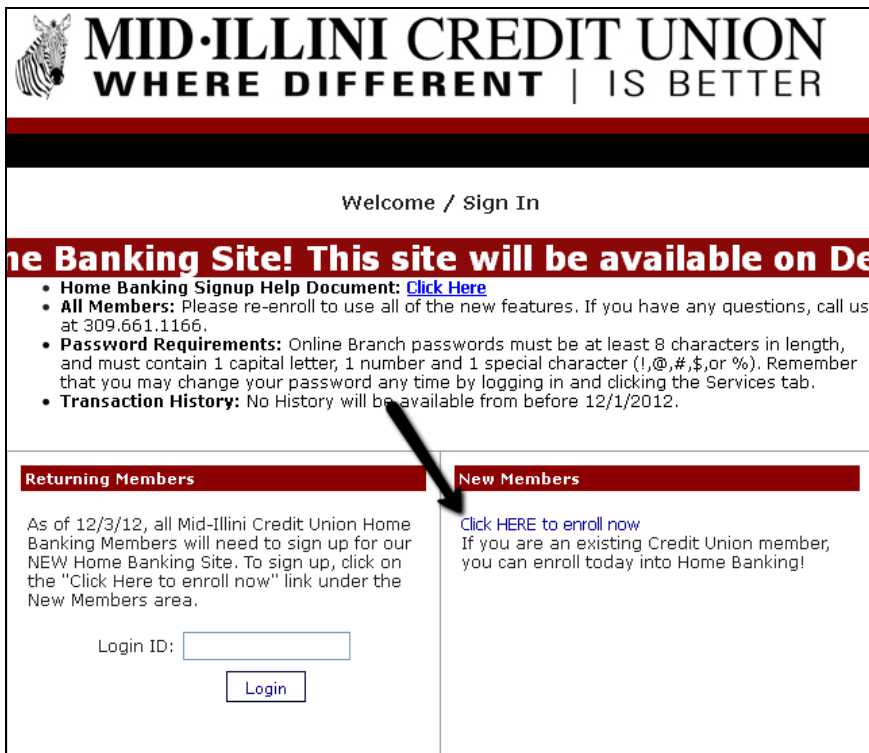 MID·ILLINI CREDIT UNION
WHERE DIFFERENT | IS BETTER
Welcome / Sign In
Banking Site! This site will be available on
• Home Banking Signup Help Document: Click Here
• All Members: Please re-enroll to use all of the new features. If you have any questions, call us
at 309.661.1166.
• Password Requirements: Online Branch passwords must be at least 8 characters in length,
and must contain 1 capital letter, 1 number and 1 special character (!,@,#,$,or %). Remember
that you may change your password any time by logging in and clicking the Services tab.
• Transaction History: No History will be available from before 12/1/2012.
Returning Members
As of 12/3/12, all Mid-Illini Credit Union Home
Banking Members will need to sign up for our
NEW Home Banking Site. To sign up, click on
the "Click Here to enroll now" link under the
New Members area.
Login ID:
Login
New Members
Click HERE to enroll now
If you are an existing Credit Union member,
you can enroll today into Home Banking!